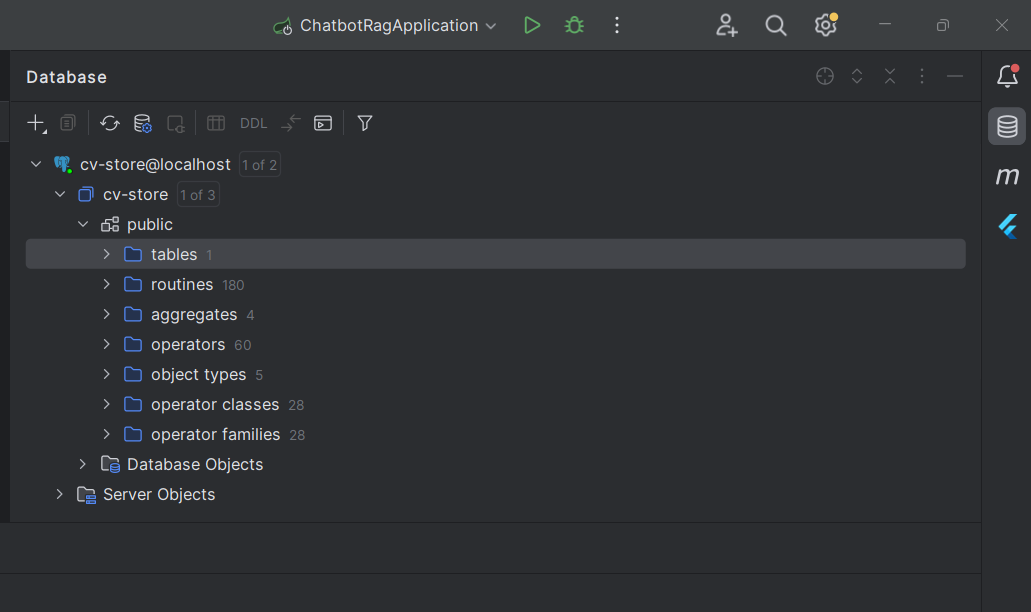 ChatbotRagApplication
Database
DDL
cv-store@localhost 1 of 2
cv-store 1 of 3
public
tables 1
routines 180
aggregates 4
operators 60
object types 5
operator classes 28
operator families 28
Database Objects
Server Objects
m